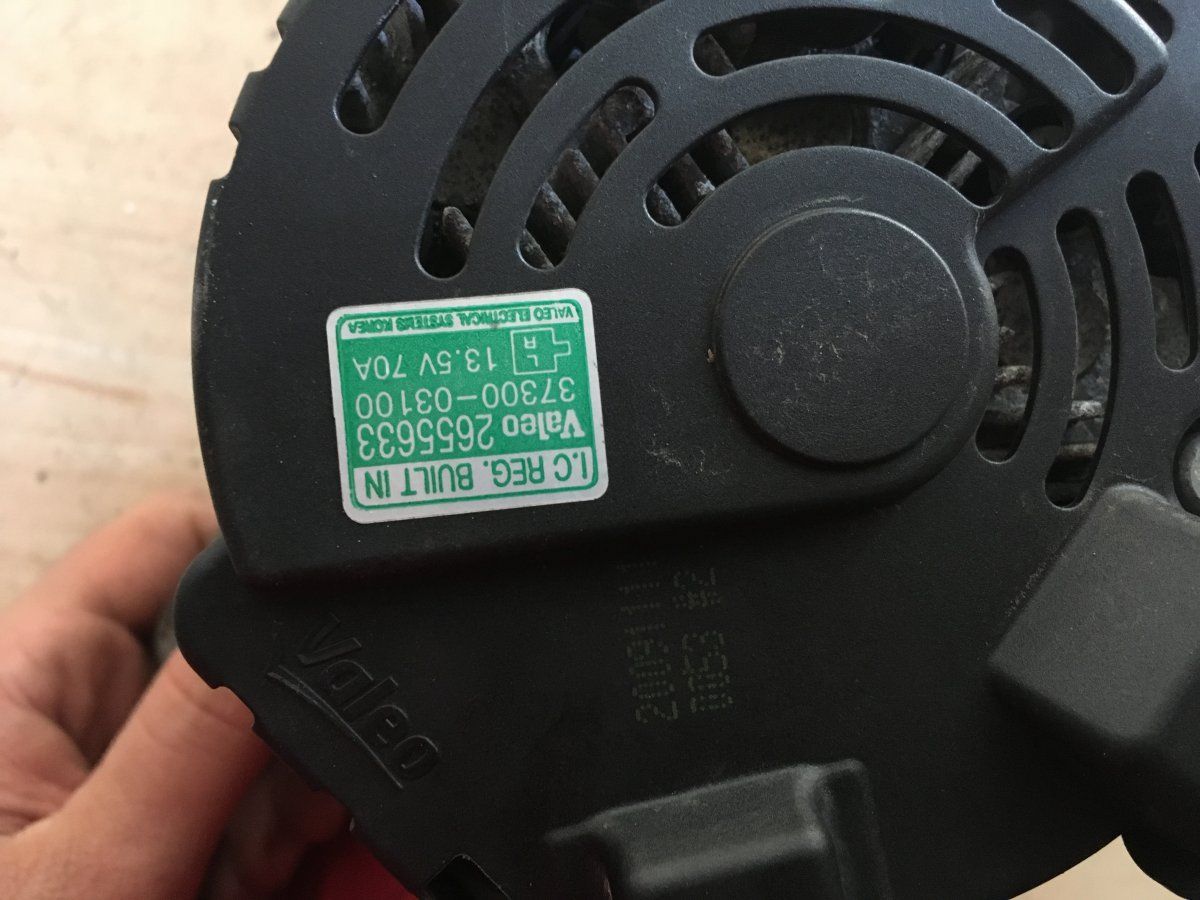 I.C REG. BUILT IN
Valeo 2655633
37300-03100
L
R
13.5V 70A
VALEO ELECTRICAL SYSTEMS KOREA
Valeo